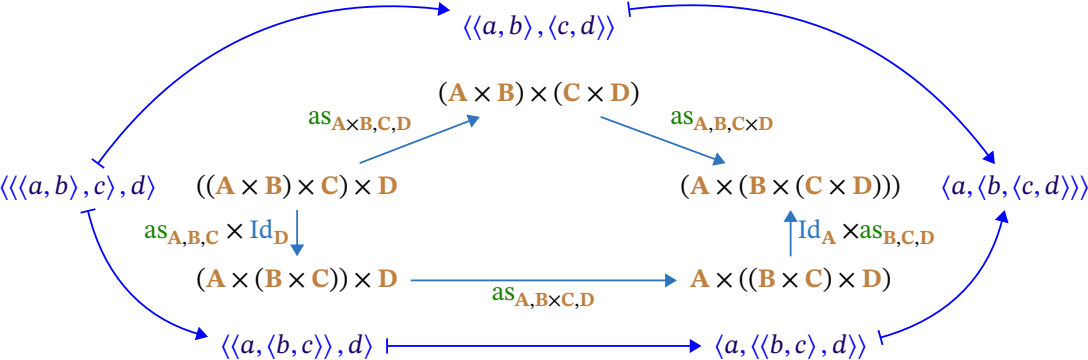 ⟨⟨a, b⟩ , ⟨c, d⟩⟩
(A × B) × (C × D)
as_{A×B,C,D}
as_{A,B,C×D}
⟨⟨⟨a, b⟩ , c⟩ , d⟩
((A × B) × C) × D
(A × (B × (C × D)))
⟨a, ⟨b, ⟨c, d⟩⟩⟩
as_{A,B,C} × Id_D
Id_A ×as_{B,C,D}
(A × (B × C)) × D
as_{A,B×C,D}
A × ((B × C) × D)
⟨⟨a, ⟨b, c⟩⟩ , d⟩
⟨a, ⟨⟨b, c⟩ , d⟩⟩